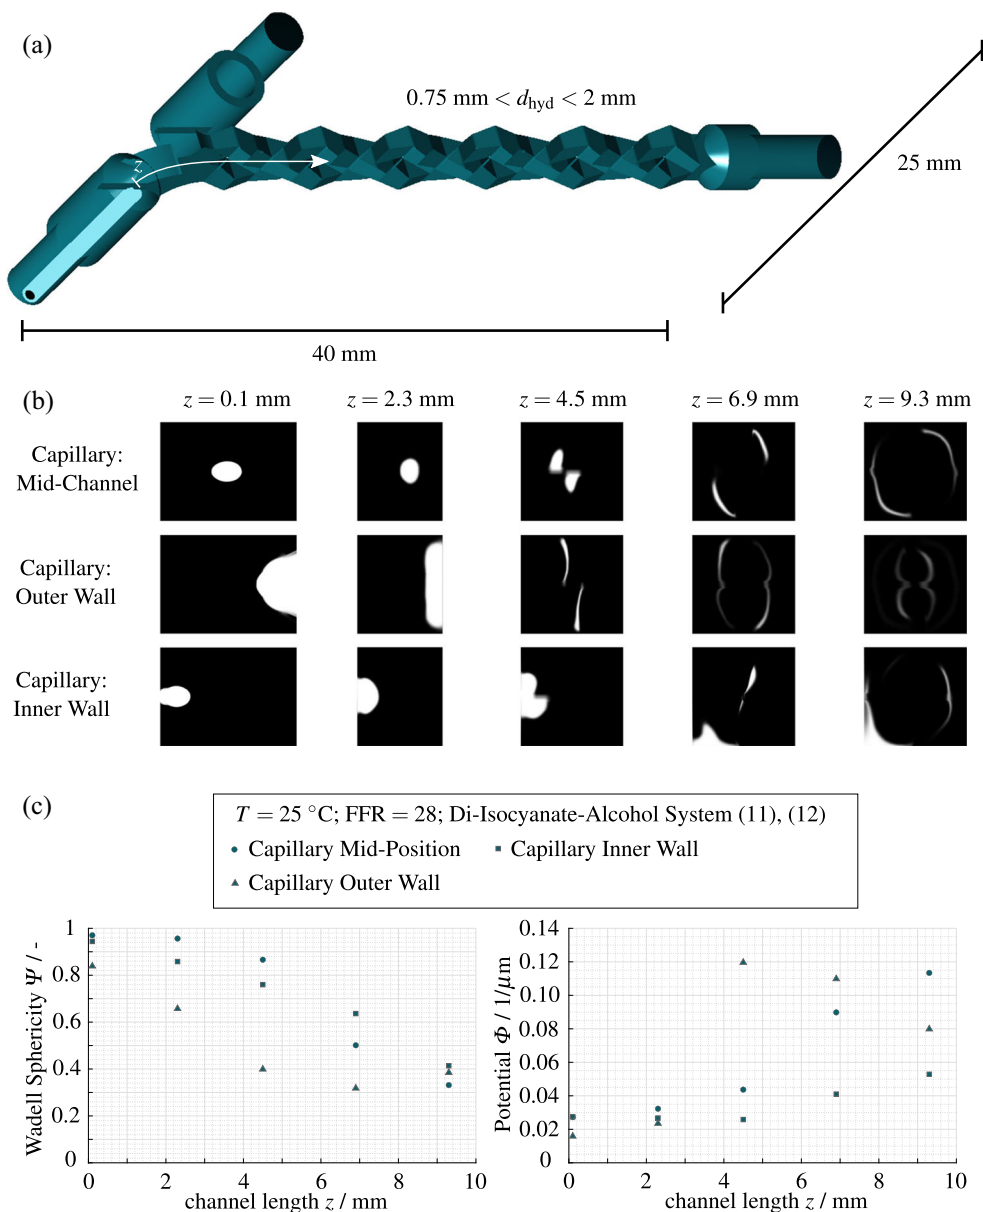 (a)
0.75 mm < d_hyd < 2 mm
25 mm
z
40 mm
(b)
z = 0.1 mm
z = 2.3 mm
z = 4.5 mm
z = 6.9 mm
z = 9.3 mm
Capillary:
Mid-Channel
Capillary:
Outer Wall
Capillary:
Inner Wall
(c)
T = 25 °C; FFR = 28; Di-Isocyanate-Alcohol System (11), (12)
Capillary Mid-Position
Capillary Inner Wall
Capillary Outer Wall
Wadell Sphericity Ψ / -
1
0.8
0.6
0.4
0.2
0
0 2 4 6 8 10
channel length z / mm
Potential Φ / 1/μm
0.14
0.12
0.10
0.08
0.06
0.04
0.02
0
0 2 4 6 8 10
channel length z / mm